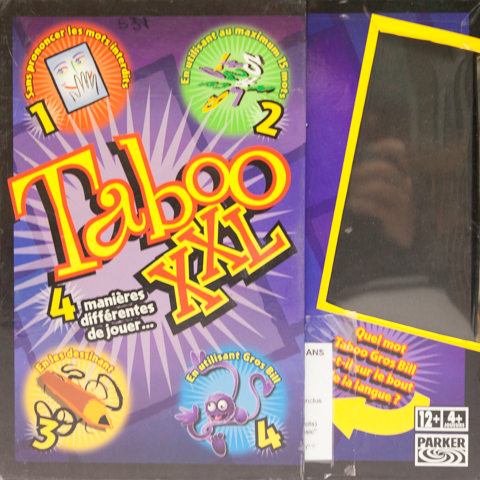 534
Sans prononcer les mots interdits
1
En utilisant au maximum 15 mots
2
Taboo
XXL
4 manières
différentes
de jouer...
En les dessinant
3
En utilisant Gros Bill
4
ANS
Quel mot
Taboo Gros Bill
t-il sur le bout
la langue ?
12+ 4+
PARKER